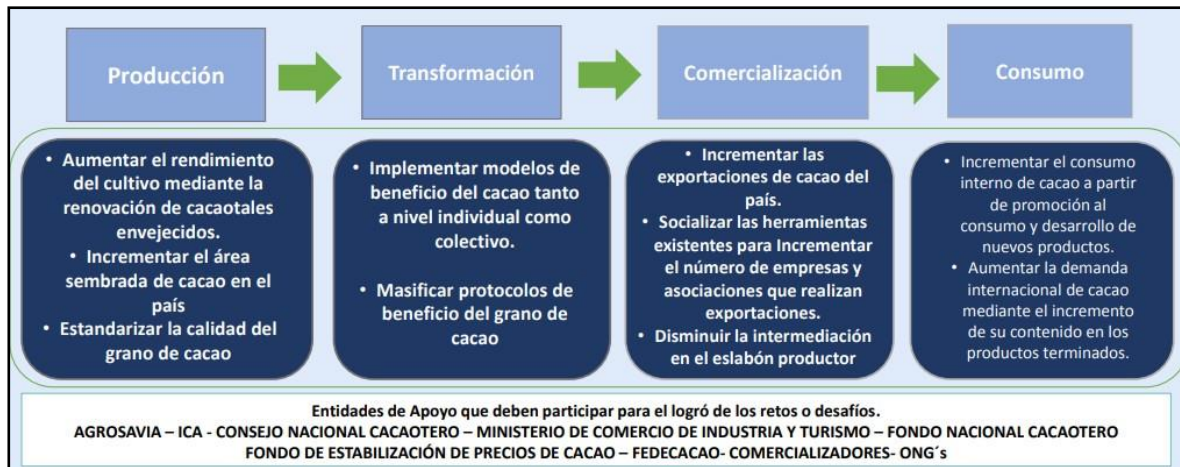 Producción
Transformación
Comercialización
Consumo
• Aumentar el rendimiento
del cultivo mediante la
renovación de cacaotales
envejecidos.
• Incrementar el área
sembrada de cacao en el
país
• Estandarizar la calidad del
grano de cacao
• Implementar modelos de
beneficio del cacao tanto
a nivel individual como
colectivo.
• Masificar protocolos de
beneficio del grano de
cacao
• Incrementar las
exportaciones de cacao del
país.
• Socializar las herramientas
existentes para Incrementar
el número de empresas y
asociaciones que realizan
exportaciones.
• Disminuir la intermediación
en el eslabón productor
• Incrementar el consumo
interno de cacao a partir
de promoción al
consumo y desarrollo de
nuevos productos.
• Aumentar la demanda
internacional de cacao
mediante el incremento
de su contenido en los
productos terminados.
Entidades de Apoyo que deben participar para el logró de los retos o desafíos.
AGROSAVIA – ICA - CONSEJO NACIONAL CACAOTERO – MINISTERIO DE COMERCIO DE INDUSTRIA Y TURISMO – FONDO NACIONAL CACAOTERO
FONDO DE ESTABILIZACIÓN DE PRECIOS DE CACAO – FEDECACAO- COMERCIALIZADORES- ONG´s